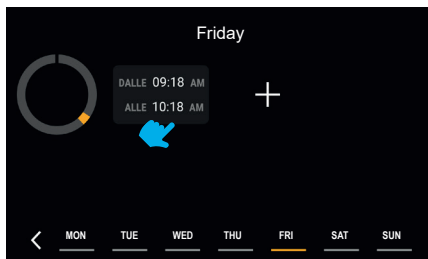 Friday
DALLE 09:18 AM
ALLE 10:18 AM
MON TUE WED THU FRI SAT SUN